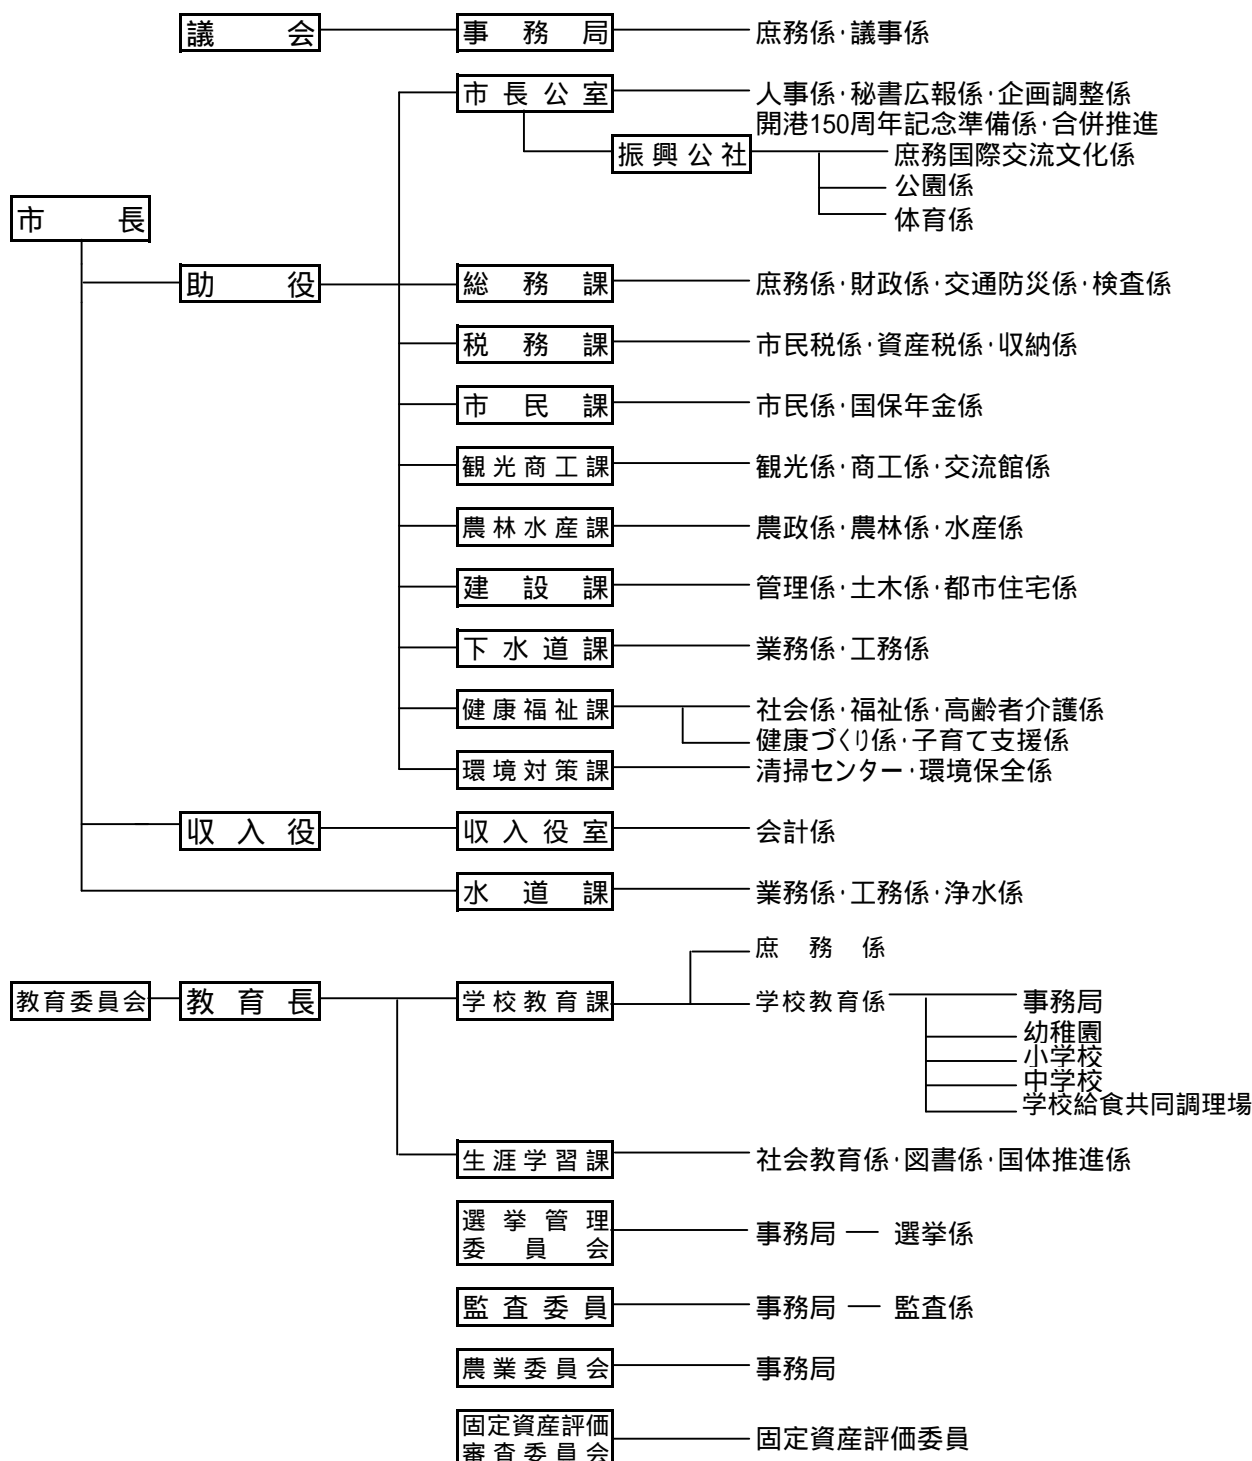 議会 事務局 庶務係・議事係
市長公室 人事係・秘書広報係・企画調整係
開港150周年記念準備係・合併推進
振興公社 庶務国際交流文化係
公園係
市長
体育係
助役 総務課 庶務係・財政係・交通防災係・検査係
税務課 市民税係・資産税係・収納係
市民課 市民係・国保年金係
観光商工課 観光係・商工係・交流館係
農林水産課 農政係・農林係・水産係
建設課 管理係・土木係・都市住宅係
下水道課 業務係・工務係
健康福祉課 社会係・福祉係・高齢者介護係
健康づくり係・子育て支援係
環境対策課 清掃センター・環境保全係
収入役 収入役室 会計係
水道課 業務係・工務係・浄水係
庶務係
教育委員会 教育長 学校教育課 学校教育係 事務局
幼稚園
小学校
中学校
学校給食共同調理場
生涯学習課 社会教育係・図書係・国体推進係
選挙管理
委員会 事務局 ― 選挙係
監査委員 事務局 ― 監査係
農業委員会 事務局
固定資産評価
審査委員会 固定資産評価委員